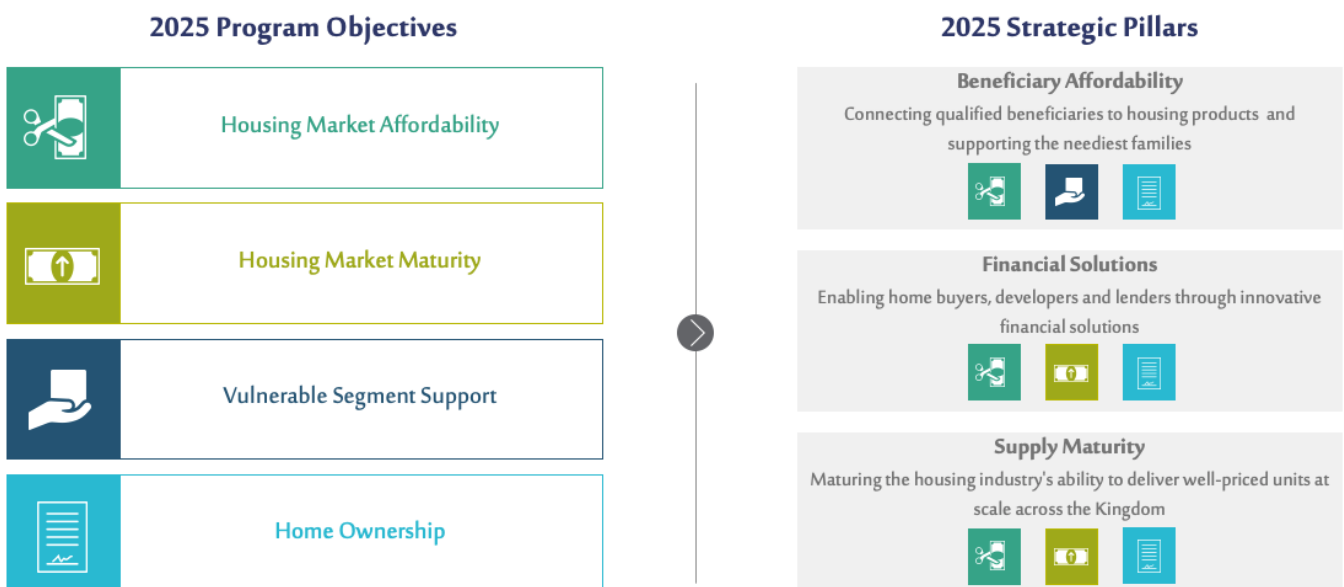 2025 Program Objectives
Housing Market Affordability
Housing Market Maturity
Vulnerable Segment Support
Home Ownership
2025 Strategic Pillars
Beneficiary Affordability
Connecting qualified beneficiaries to housing products and
supporting the neediest families
Financial Solutions
Enabling home buyers, developers and lenders through innovative
financial solutions
Supply Maturity
Maturing the housing industry's ability to deliver well-priced units at
scale across the Kingdom